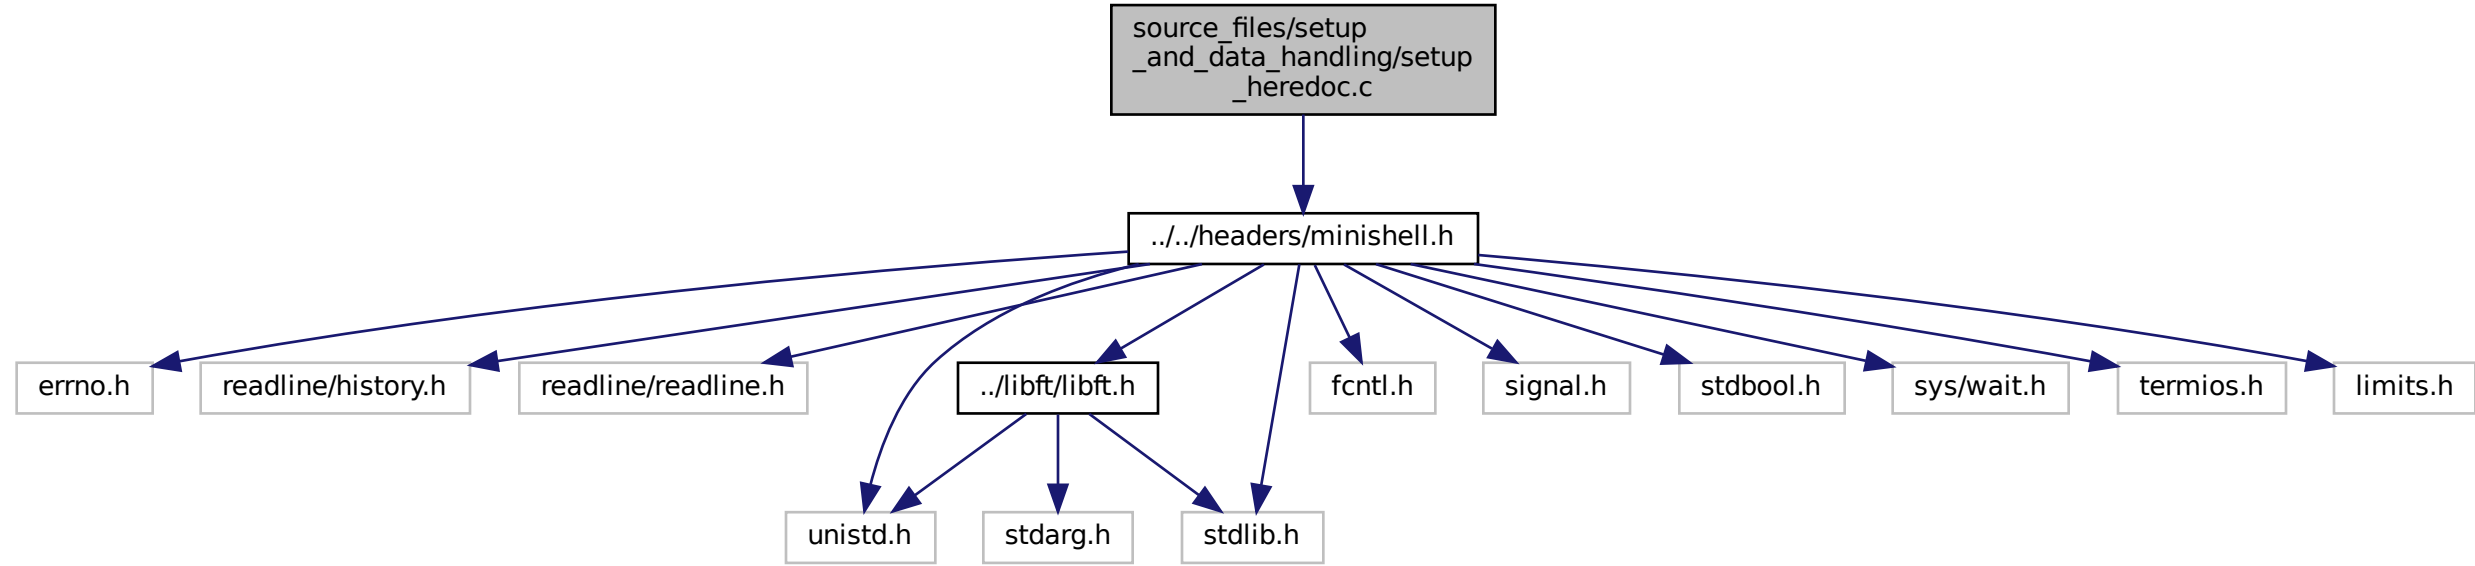 source_files/setup
_and_data_handling/setup
_heredoc.c
../../headers/minishell.h
errno.h
readline/history.h
readline/readline.h
../libft/libft.h
fcntl.h
signal.h
stdbool.h
sys/wait.h
termios.h
limits.h
unistd.h
stdarg.h
stdlib.h